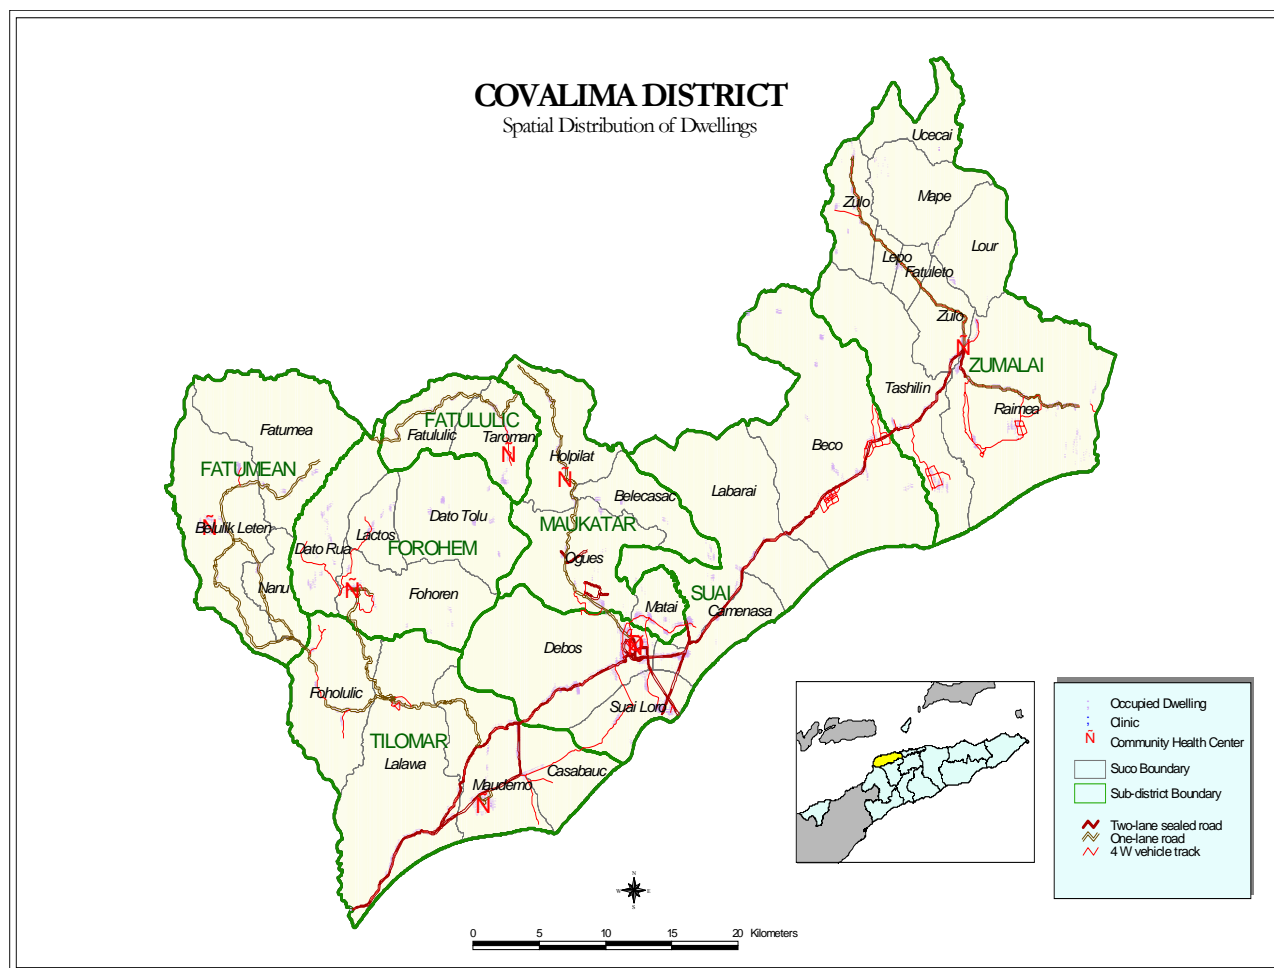 COVALIMA DISTRICT
Spatial Distribution of Dwellings
Ucecai
Mape
Zulo
Lour
Lepo
Fatuleto
Zulo
Ñ
ZUMALAI
Tashilin
Raimea
Beco
FATULULIC
Fatumea
Fatululic
Taroman
Ñ
Holpilat
FATUMEAN
Ñ
Labarai
Belecasac
Dato Tolu
MAUKATAR
Ñ
Belulik Leten
Lactos
Dato Rua
FOROHEM
Ogues
Nanu
Ñ
Fohoren
SUAI
Matai
Camenasa
Debos
Foholulic
Suai Loro
TILOMAR
Lalawa
Casabauc
Maudemo
Ñ
Occupied Dwelling
Clinic
Ñ Community Health Center
Suco Boundary
Sub-district Boundary
Two-lane sealed road
One-lane road
4 W vehicle track
N
W E
S
0 5 10 15 20 Kilometers